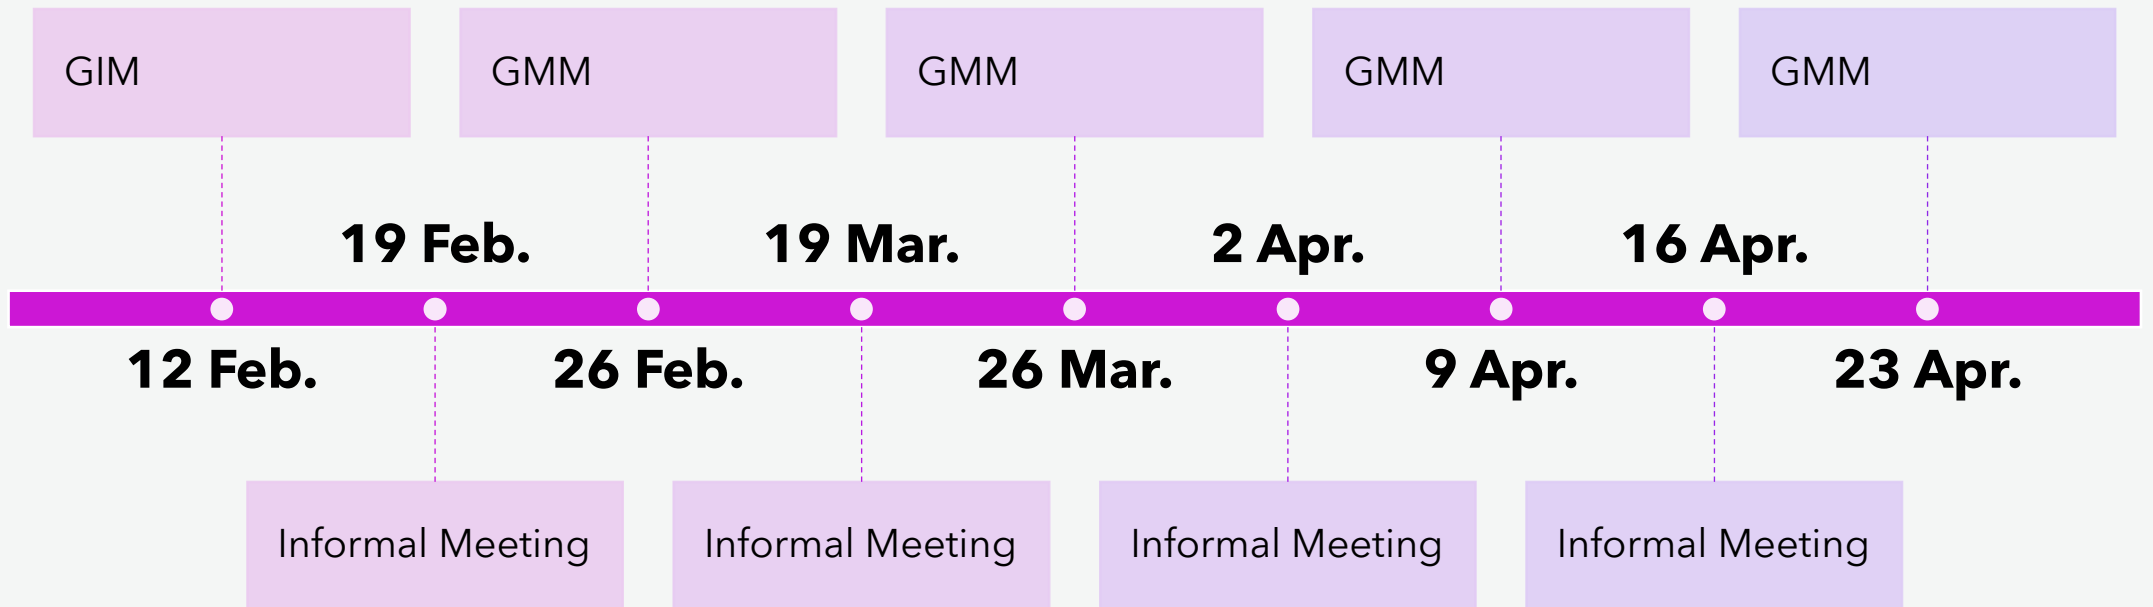 GIM
GMM
GMM
GMM
GMM
19 Feb.
19 Mar.
2 Apr.
16 Apr.
12 Feb.
26 Feb.
26 Mar.
9 Apr.
23 Apr.
Informal Meeting
Informal Meeting
Informal Meeting
Informal Meeting